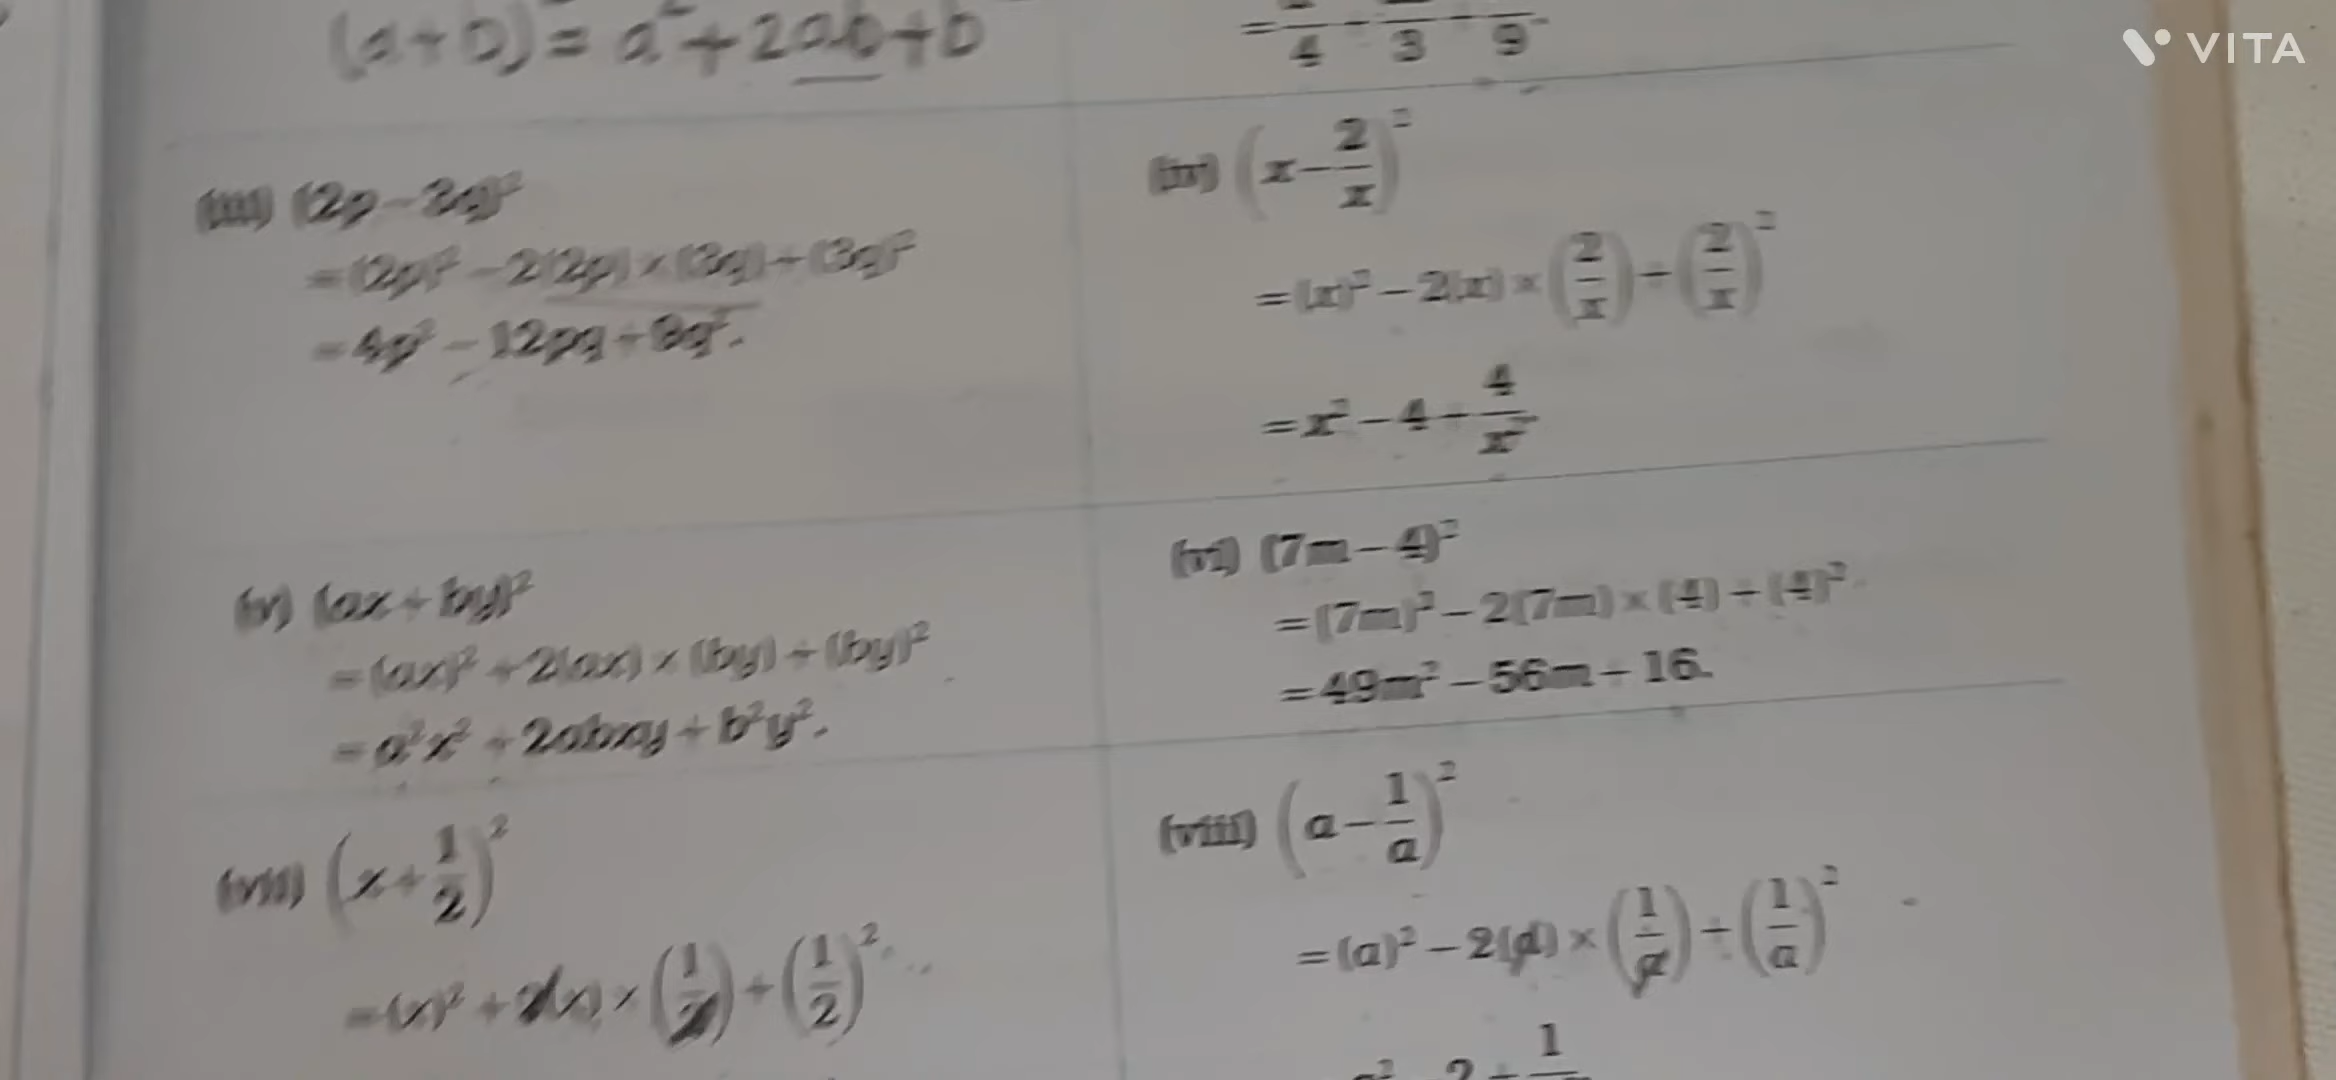 (a+b)² = a² + 2ab + b
VITA
(iii) (2p − 3q)²
= (2p)² − 2(2p) × (3q) + (3q)²
= 4p² − 12pq + 9q².
(iv) (x − 2/x)²
= (x)² − 2(x) × (2/x) + (2/x)²
= x² − 4 + 4/x²
(v) (ax + by)²
= (ax)² + 2(ax) × (by) + (by)²
= a²x² + 2abxy + b²y².
(vi) (7m − 4)²
= (7m)² − 2(7m) × (4) + (4)²
= 49m² − 56m + 16.
(vii) (x + 1/2)²
= (x)² + 2(x) × (1/2) + (1/2)²
(viii) (a − 1/a)²
= (a)² − 2(a) × (1/a) + (1/a)²